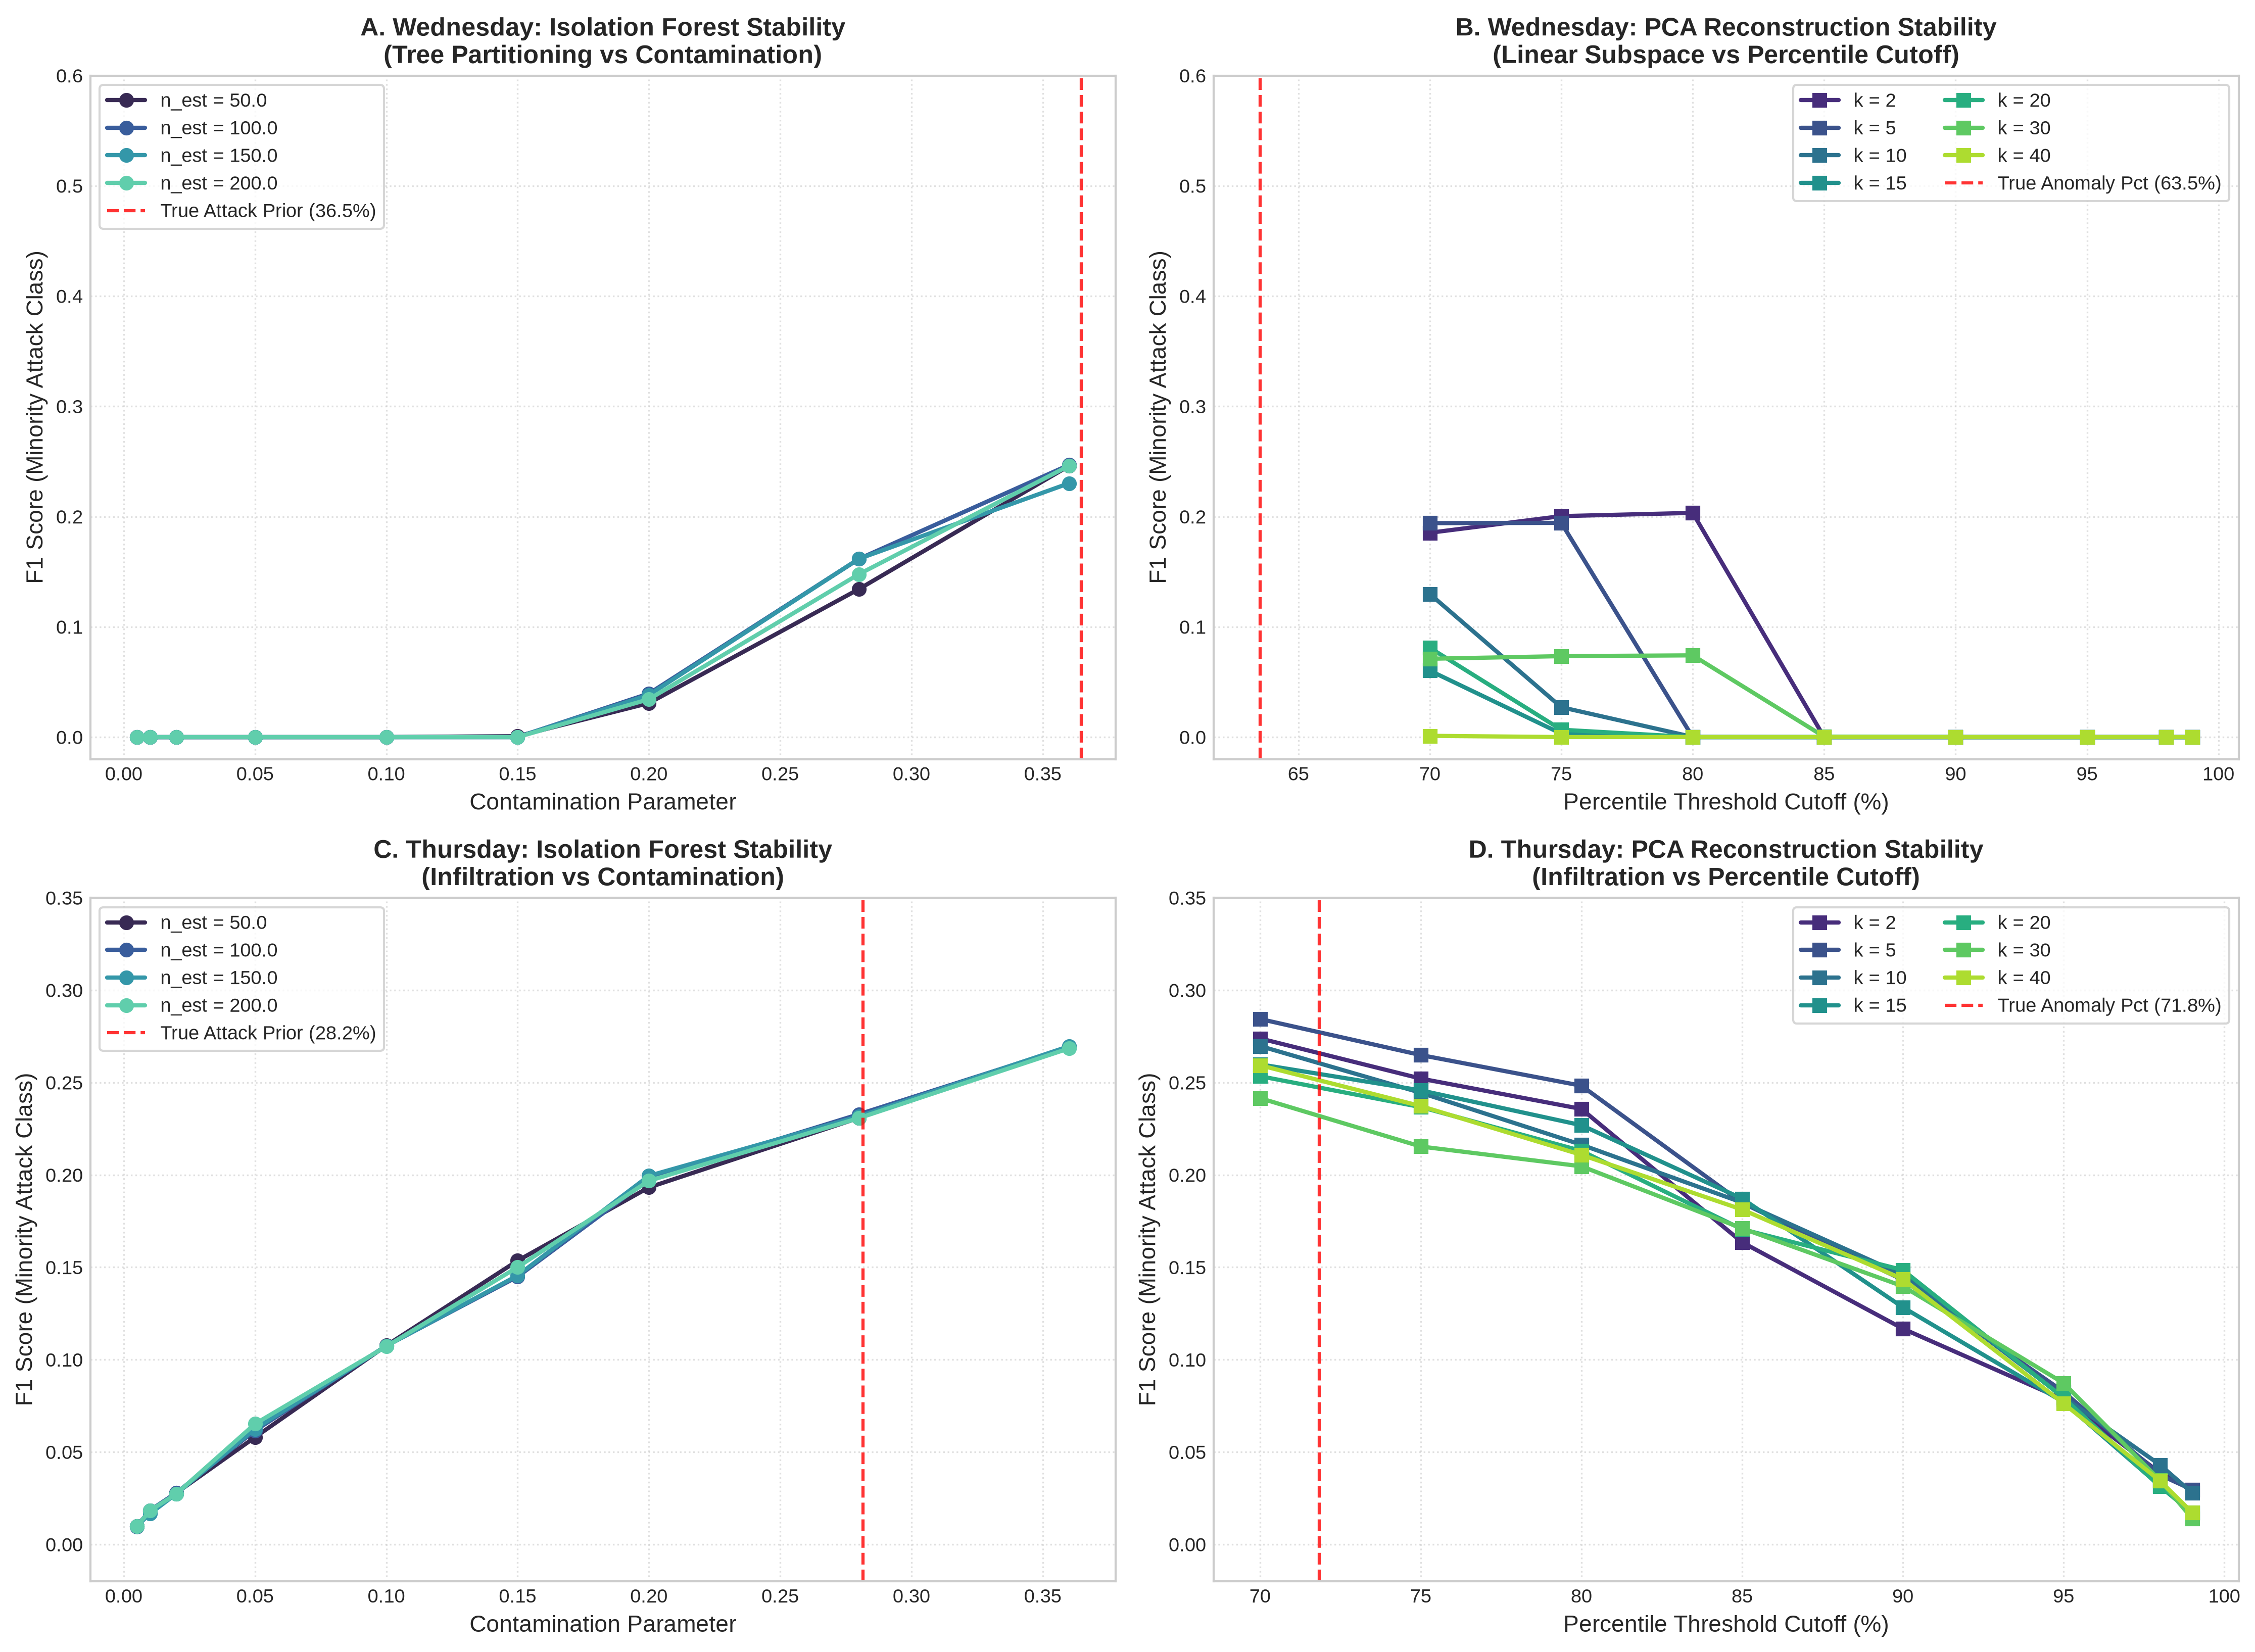 A. Wednesday: Isolation Forest Stability
(Tree Partitioning vs Contamination)
F1 Score (Minority Attack Class)
0.6
0.5
0.4
0.3
0.2
0.1
0.0
n_est = 50.0
n_est = 100.0
n_est = 150.0
n_est = 200.0
True Attack Prior (36.5%)
0.00 0.05 0.10 0.15 0.20 0.25 0.30 0.35
Contamination Parameter
B. Wednesday: PCA Reconstruction Stability
(Linear Subspace vs Percentile Cutoff)
F1 Score (Minority Attack Class)
0.6
0.5
0.4
0.3
0.2
0.1
0.0
k = 2
k = 5
k = 10
k = 15
k = 20
k = 30
k = 40
True Anomaly Pct (63.5%)
65 70 75 80 85 90 95 100
Percentile Threshold Cutoff (%)
C. Thursday: Isolation Forest Stability
(Infiltration vs Contamination)
F1 Score (Minority Attack Class)
0.35
0.30
0.25
0.20
0.15
0.10
0.05
0.00
n_est = 50.0
n_est = 100.0
n_est = 150.0
n_est = 200.0
True Attack Prior (28.2%)
0.00 0.05 0.10 0.15 0.20 0.25 0.30 0.35
Contamination Parameter
D. Thursday: PCA Reconstruction Stability
(Infiltration vs Percentile Cutoff)
F1 Score (Minority Attack Class)
0.35
0.30
0.25
0.20
0.15
0.10
0.05
0.00
k = 2
k = 5
k = 10
k = 15
k = 20
k = 30
k = 40
True Anomaly Pct (71.8%)
70 75 80 85 90 95 100
Percentile Threshold Cutoff (%)